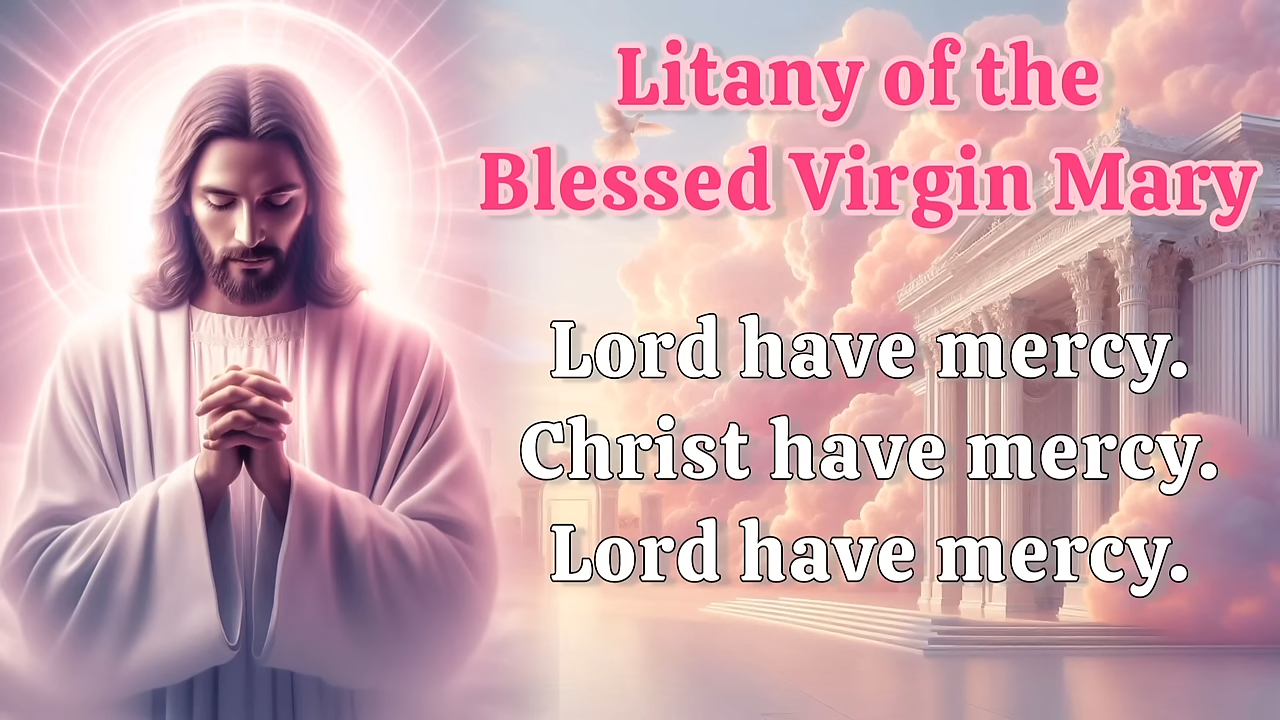 Litany of the
Blessed Virgin Mary
Lord have mercy.
Christ have mercy.
Lord have mercy.